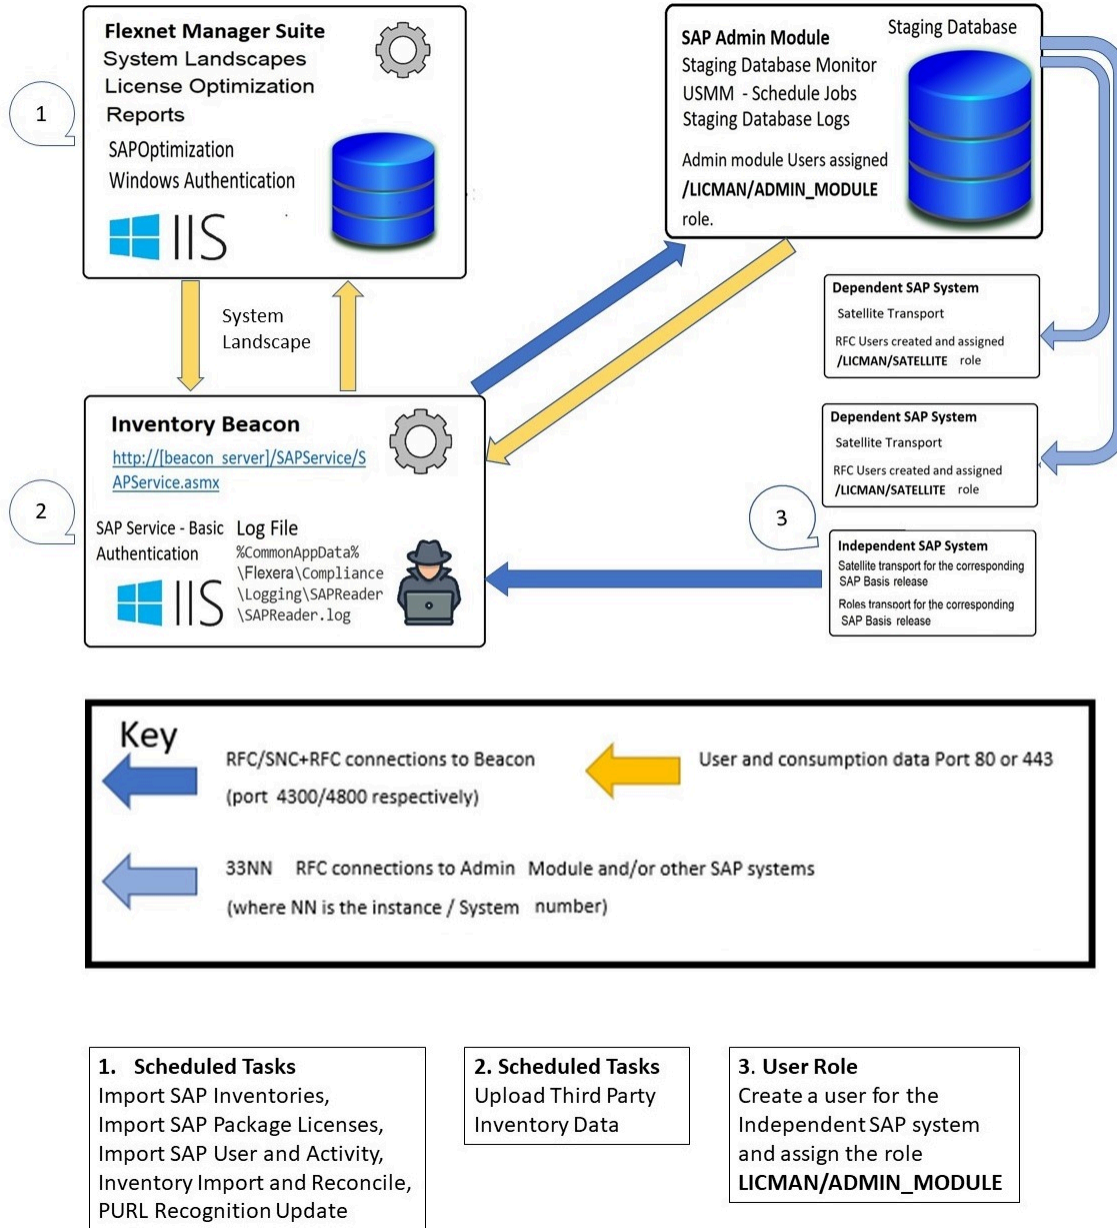 Flexnet Manager Suite
System Landscapes
License Optimization
Reports
SAPOptimization
Windows Authentication
IIS
1
SAP Admin Module
Staging Database
Staging Database Monitor
USMM - Schedule Jobs
Staging Database Logs
Admin module Users assigned
/LICMAN/ADMIN_MODULE
role.
System
Landscape
Dependent SAP System
Satellite Transport
RFC Users created and assigned
/LICMAN/SATELLITE role
Dependent SAP System
Satellite Transport
RFC Users created and assigned
/LICMAN/SATELLITE role
Inventory Beacon
http://[beacon server]/SAPService/S
APService.asmx
2
SAP Service - Basic
Authentication
IIS
Log File
%CommonAppData%
\Flexera\Compliance
\Logging\SAPReader
\SAPReader.log
3
Independent SAP System
Satellite transport for the corresponding
SAP Basis release
Roles transport for the corresponding
SAP Basis release
Key
RFC/SNC+RFC connections to Beacon
(port 4300/4800 respectively)
User and consumption data Port 80 or 443
33NN RFC connections to Admin Module and/or other SAP systems
(where NN is the instance / System number)
1. Scheduled Tasks
Import SAP Inventories,
Import SAP Package Licenses,
Import SAP User and Activity,
Inventory Import and Reconcile,
PURL Recognition Update
2. Scheduled Tasks
Upload Third Party
Inventory Data
3. User Role
Create a user for the
Independent SAP system
and assign the role
LICMAN/ADMIN_MODULE